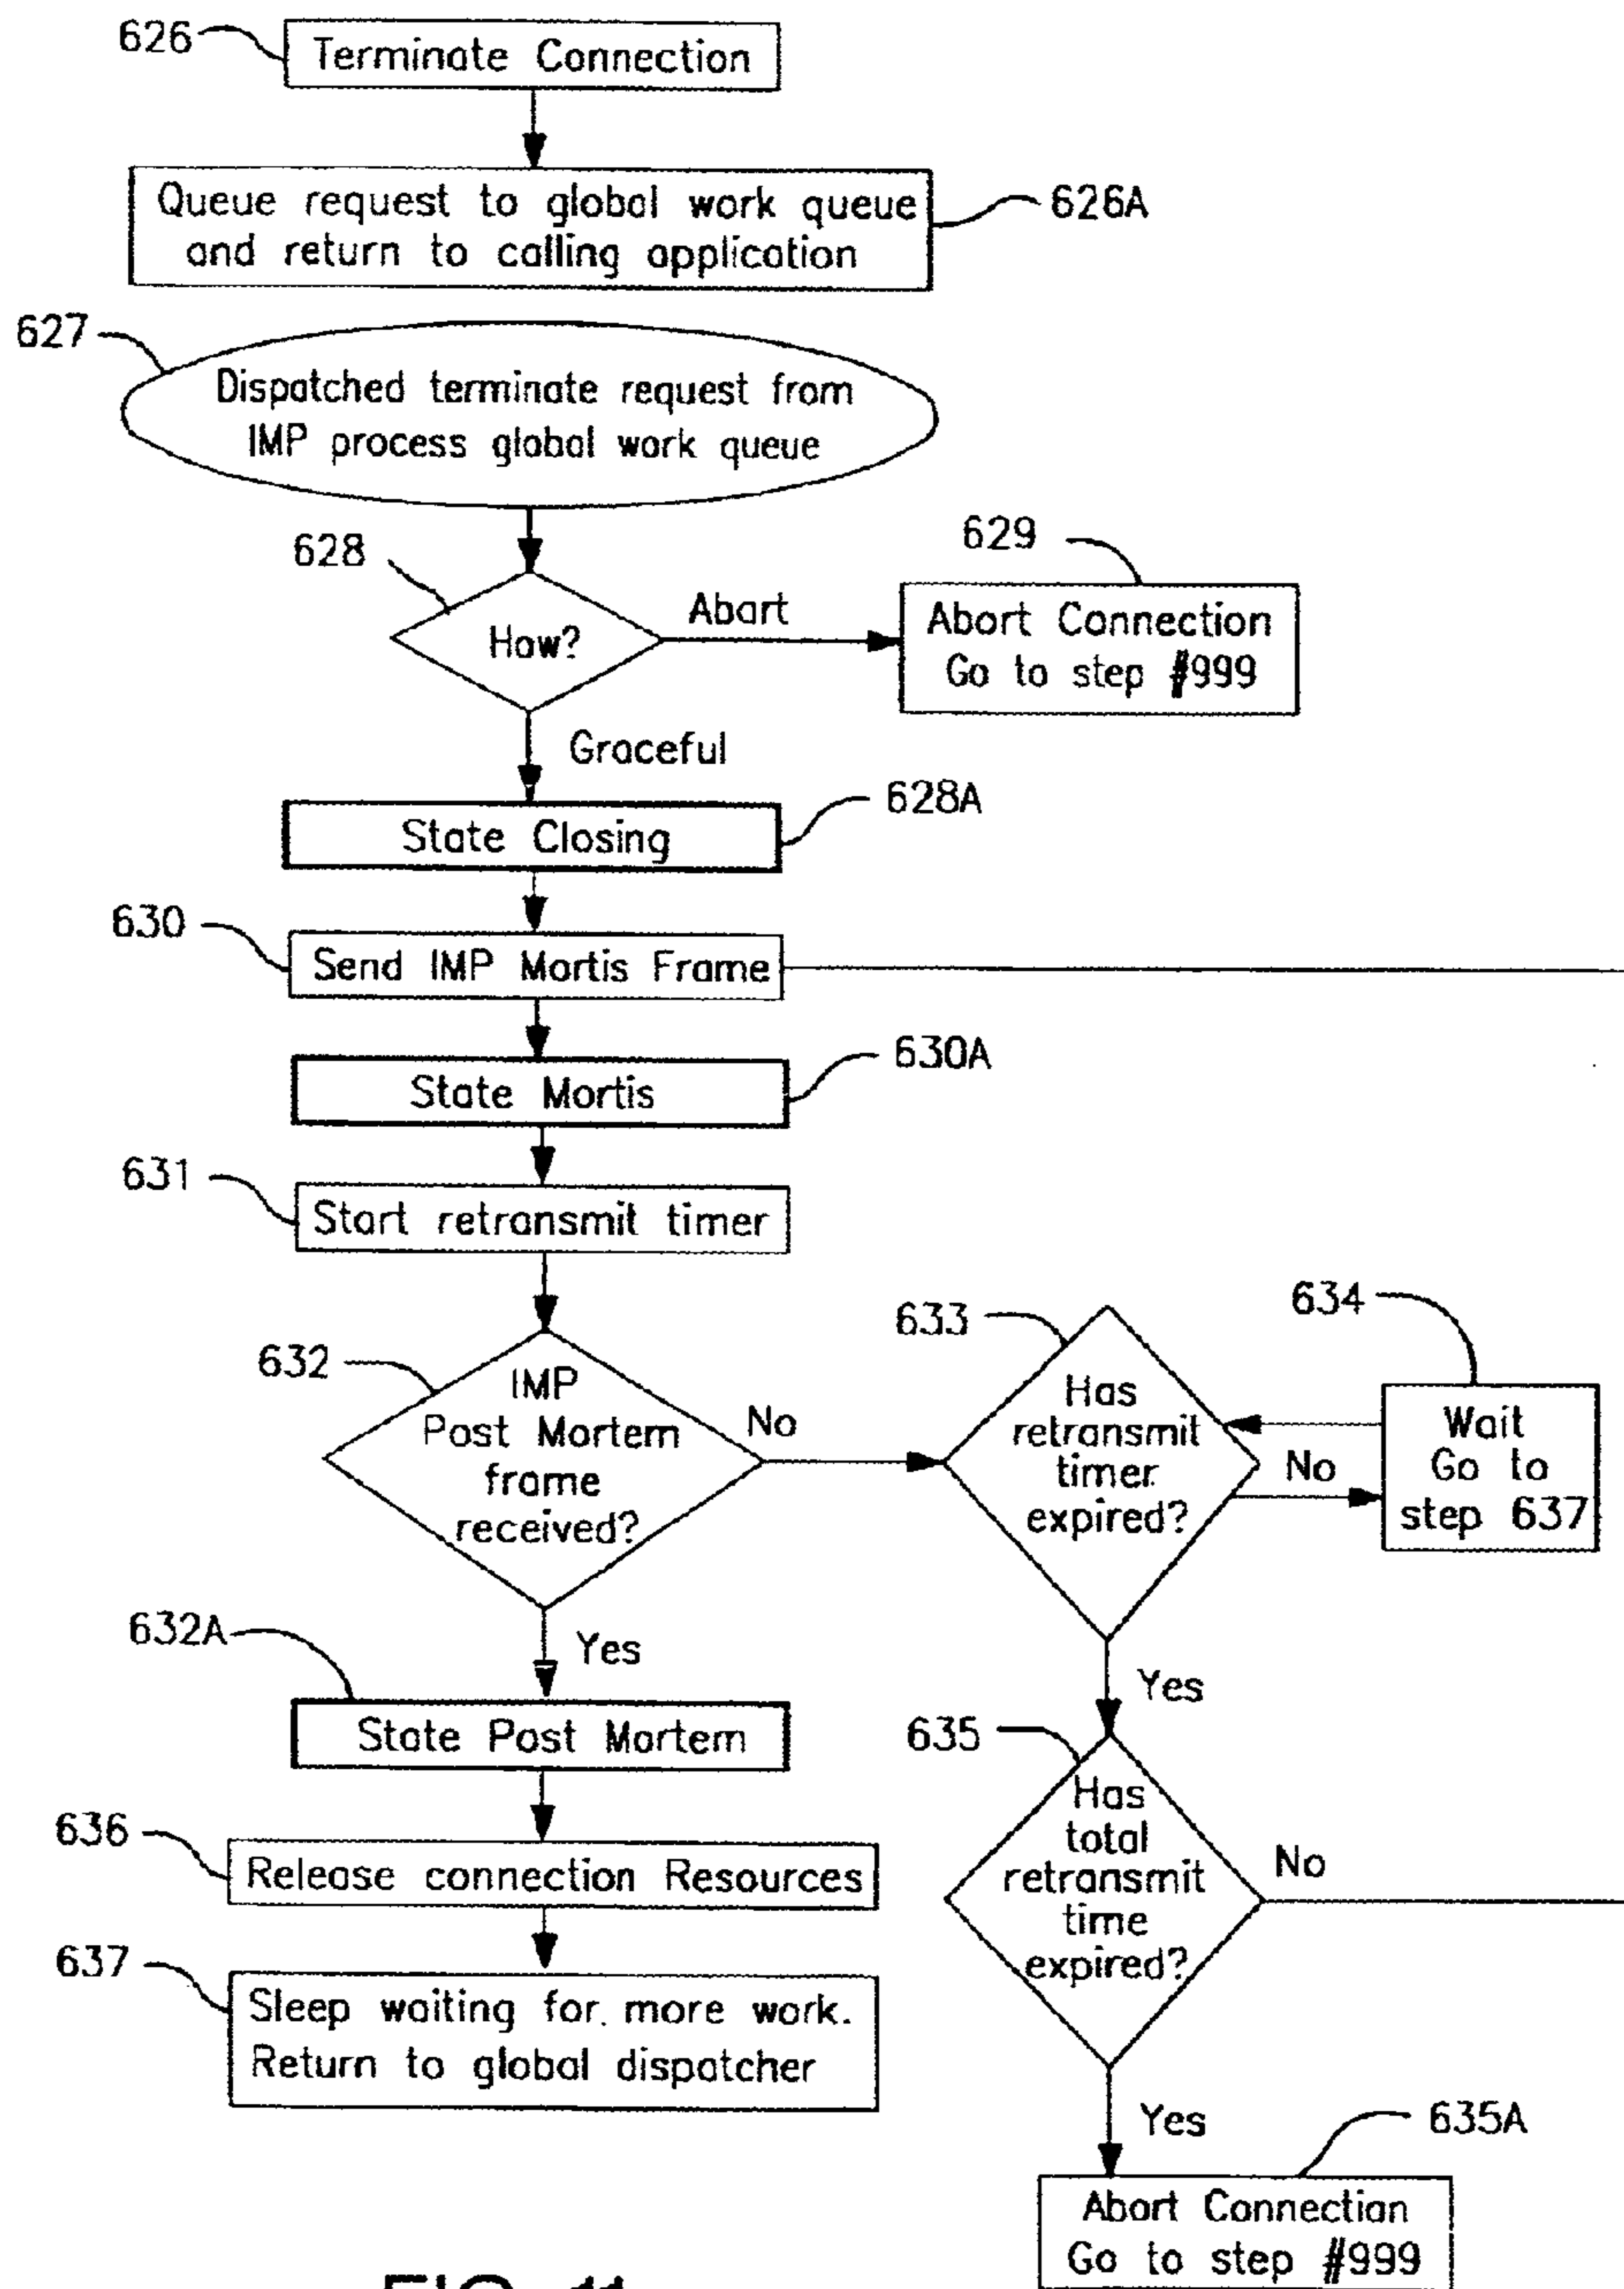 626
Terminate Connection
Queue request to global work queue
and return to calling application
626A
627
Dispatched terminate request from
IMP process global work queue
628
How?
Abort
629
Abort Connection
Go to step #999
Graceful
State Closing
628A
630
Send IMP Mortis Frame
State Mortis
630A
631
Start retransmit timer
632
IMP
Post Mortem
frame
received?
No
633
Has
retransmit
timer
expired?
No
634
Wait
Go to
step 637
Yes
632A
State Post Mortem
Yes
635
Has
total
retransmit
time
expired?
No
636
Release connection Resources
637
Sleep waiting for more work.
Return to global dispatcher
Yes
635A
Abort Connection
Go to step #999
FIG. 11